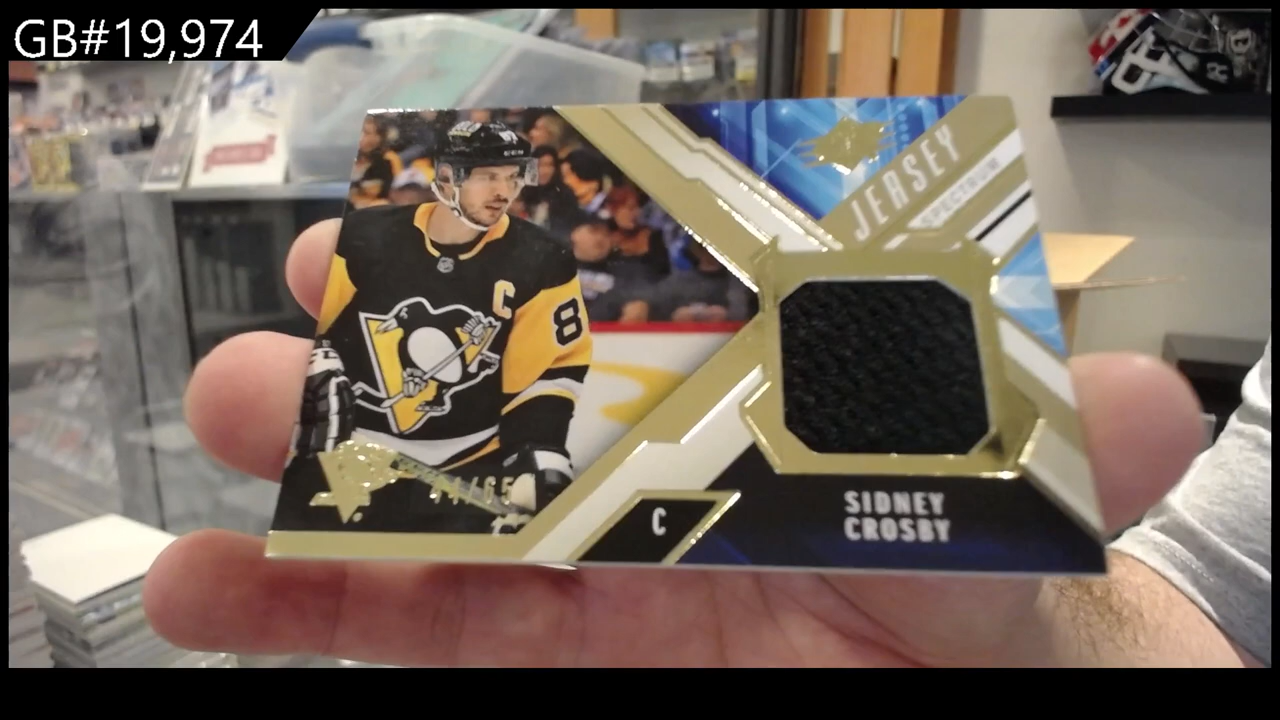 GB#19,974
JERSEY
SPECTRUM
C
8
C
SIDNEY
CROSBY